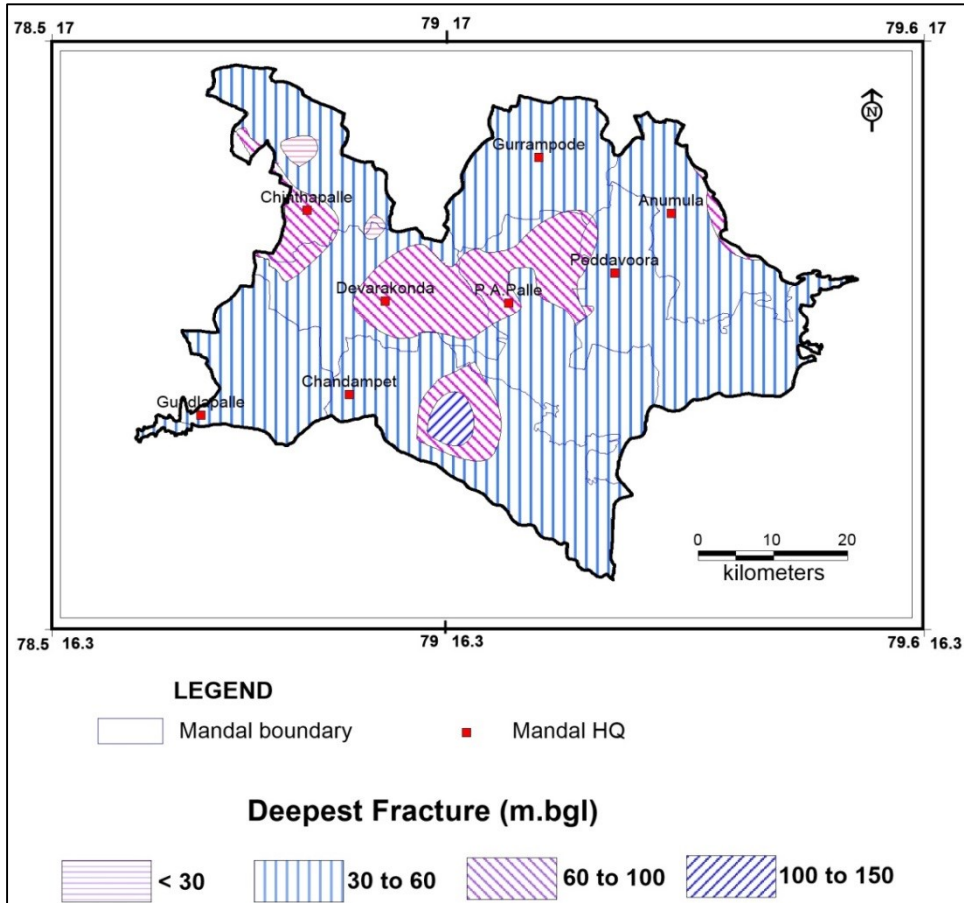 78.5 17 79 17 79.6 17
N
Gurrampode
Chinthapalle
Anumula
Peddavoora
Devarakonda
P.A.Palle
Chandampet
Gundlapalle
0 10 20
kilometers
78.5 16.3 79 16.3 79.6 16.3
LEGEND
Mandal boundary Mandal HQ
Deepest Fracture (m.bgl)
< 30 30 to 60 60 to 100 100 to 150